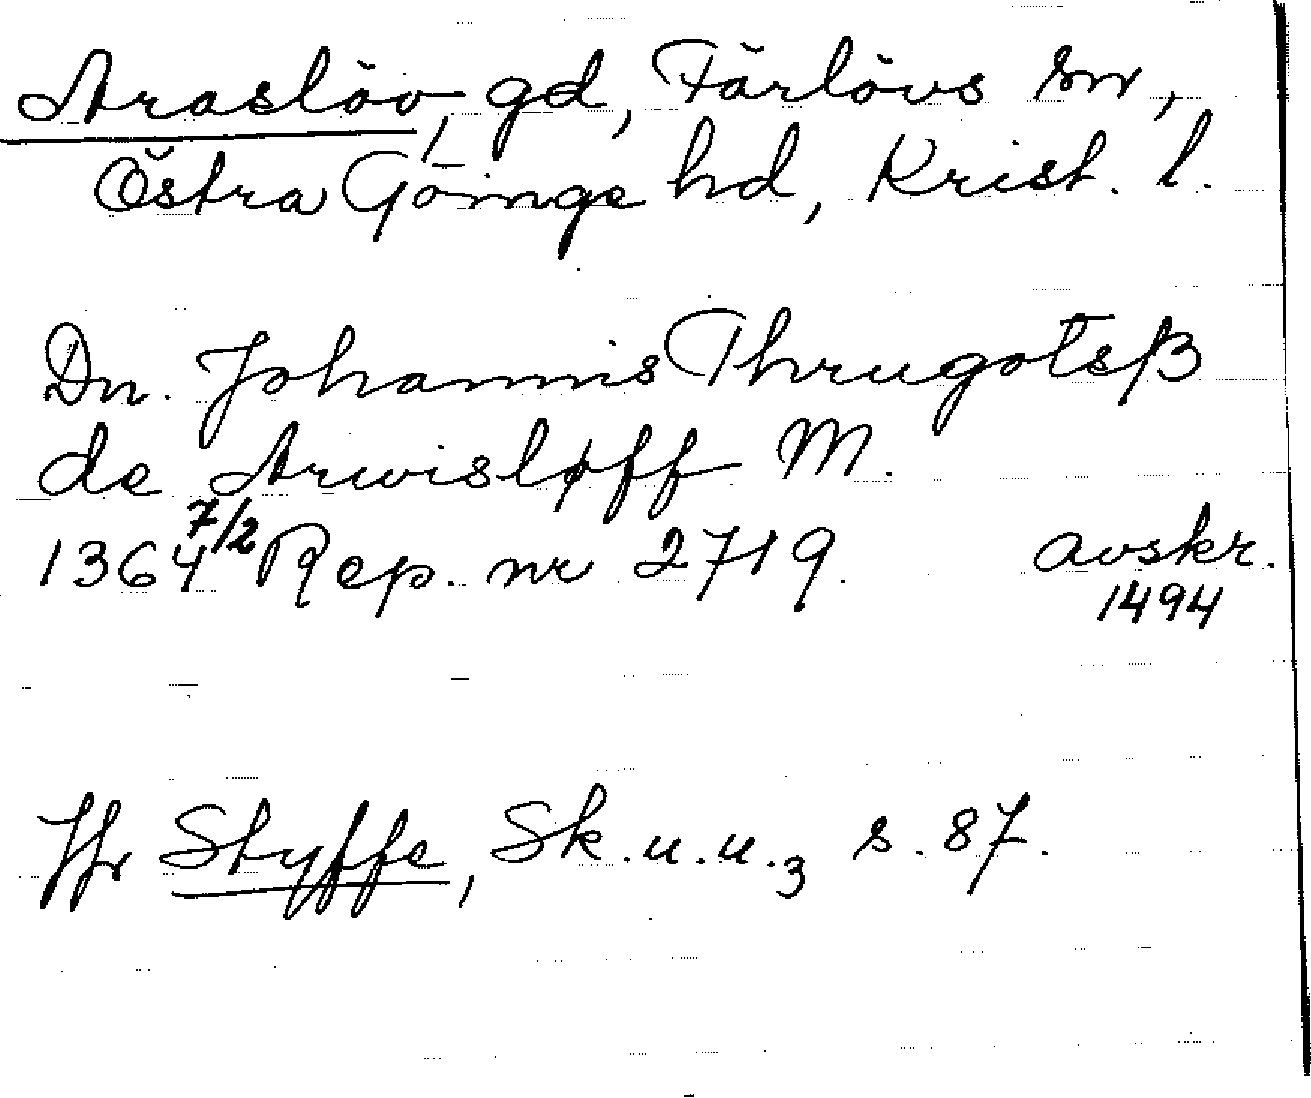 Araslöv, gd, Färlövs sn,
Östra Göinge hd, Krist. l.
Dn. Johannis Thrugotsß
de Arwisløff M.
1364 7/2 Rep. nr 2719. avskr.
1494
Jfr Styffe, Sk.u.u.3 s. 87.